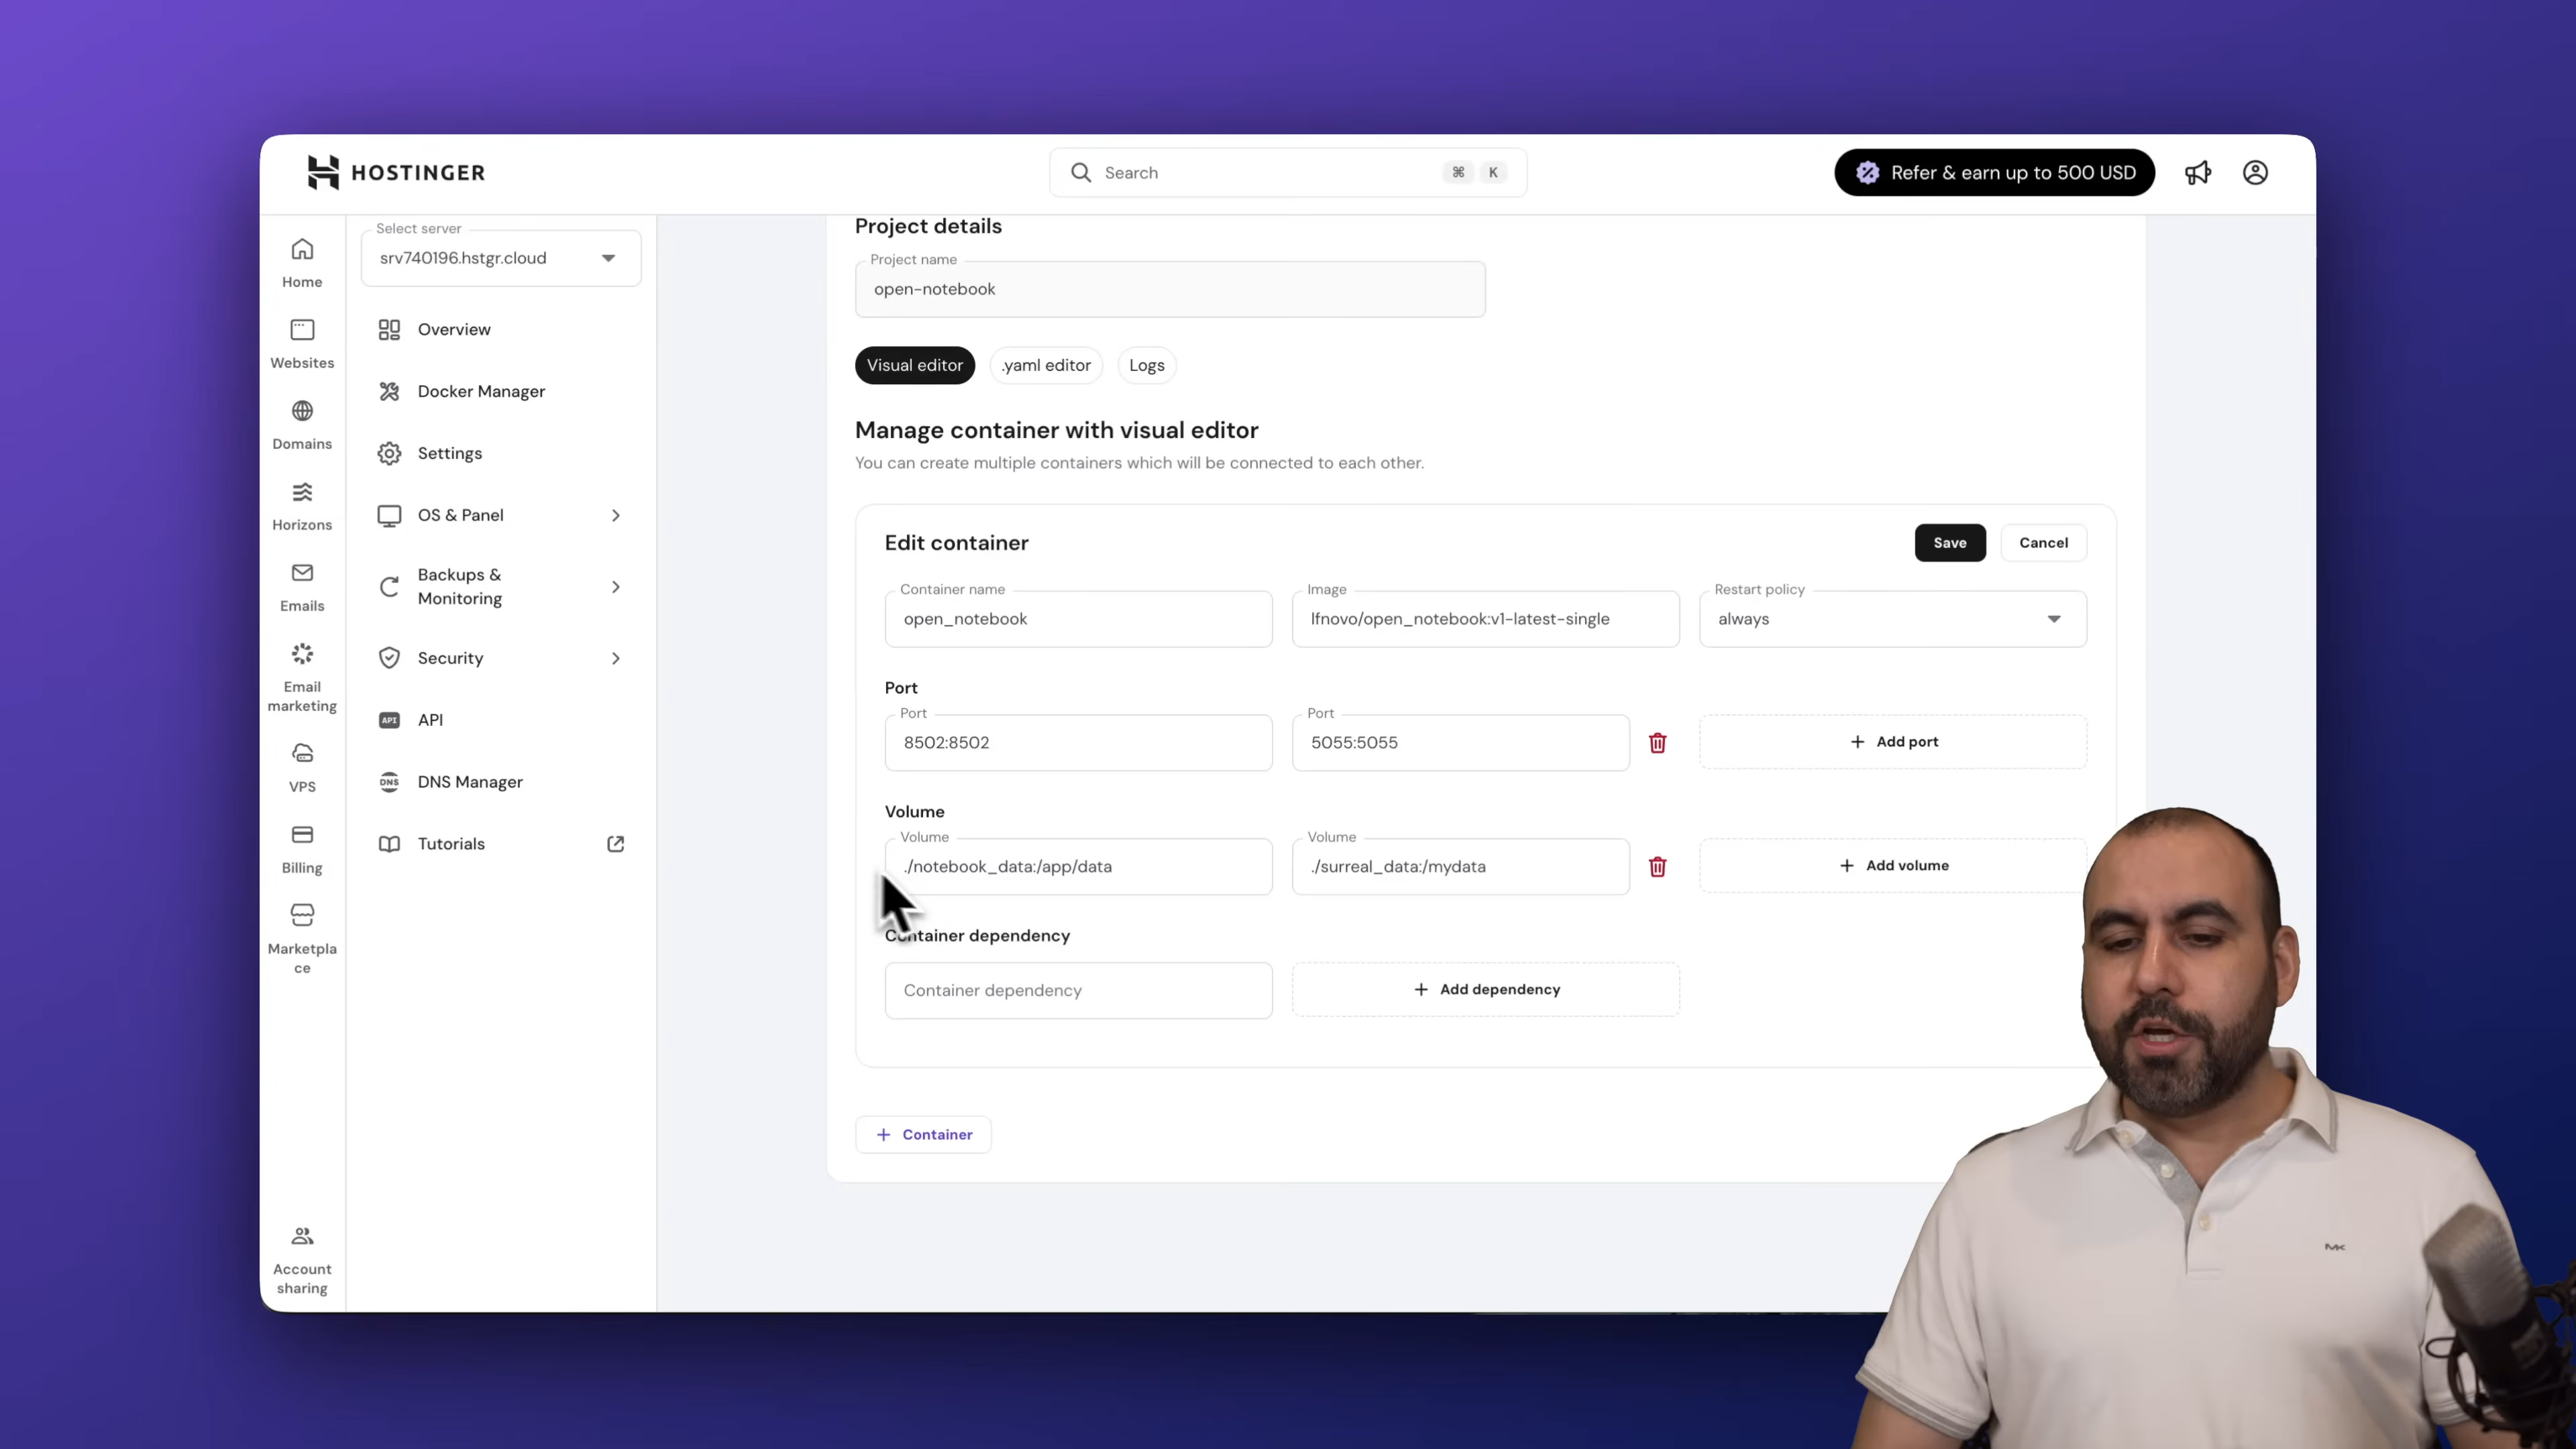 HOSTINGER
Search
⌘ K
Refer & earn up to 500 USD
Home
Websites
Domains
Horizons
Emails
Email
marketing
VPS
Billing
Marketpla
ce
Account
sharing
Select server
srv740196.hstgr.cloud
Overview
Docker Manager
Settings
OS & Panel
Backups &
Monitoring
Security
API API
DNS DNS Manager
Tutorials
Project details
Project name
open-notebook
Visual editor .yaml editor Logs
Manage container with visual editor
You can create multiple containers which will be connected to each other.
Edit container
Save Cancel
Container name Image Restart policy
open_notebook lfnovo/open_notebook:v1-latest-single always
Port
Port Port
8502:8502 5055:5055 + Add port
Volume
Volume Volume
./notebook_data:/app/data ./surreal_data:/mydata + Add volume
Container dependency
Container dependency + Add dependency
+ Container
MK